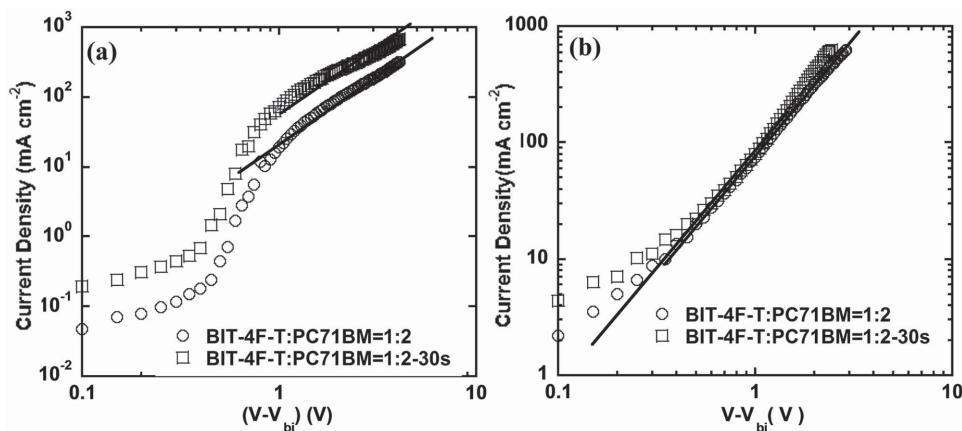 (a)
10^3
10^2
10^1
10^0
10^-1
10^-2
Current Density (mA cm^-2)
BIT-4F-T:PC71BM=1:2
BIT-4F-T:PC71BM=1:2-30s
0.1
1
10
(V-V_bi) (V)
(b)
1000
100
10
1
Current Density(mA cm^-2)
BIT-4F-T:PC71BM=1:2
BIT-4F-T:PC71BM=1:2-30s
0.1
1
10
V-V_bi( V )